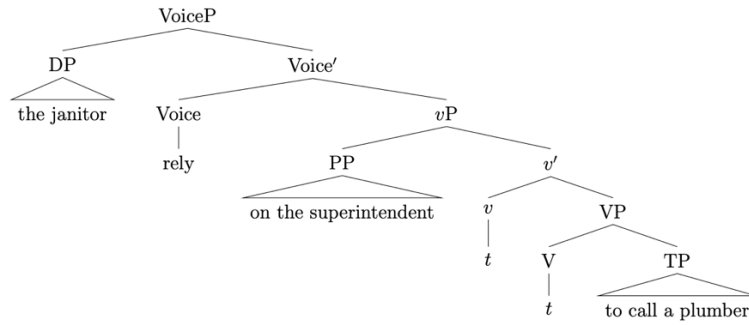 VoiceP
DP Voice′
the janitor Voice vP
rely PP v′
on the superintendent v VP
t V TP
t to call a plumber